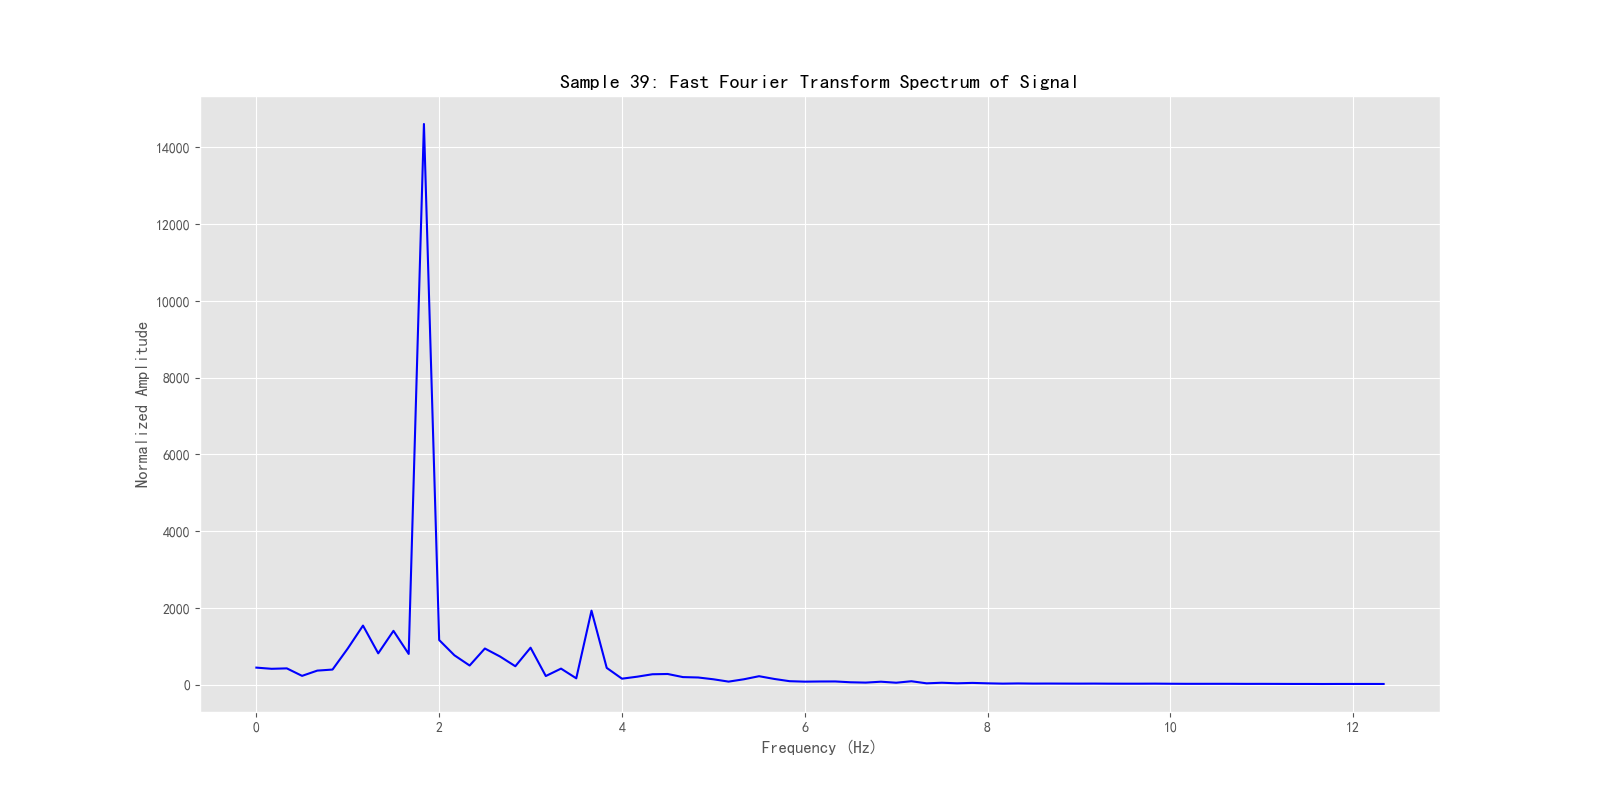 Sample 39: Fast Fourier Transform Spectrum of Signal
14000
12000
10000
8000
6000
4000
2000
0
Normalized Amplitude
0 2 4 6 8 10 12
Frequency (Hz)